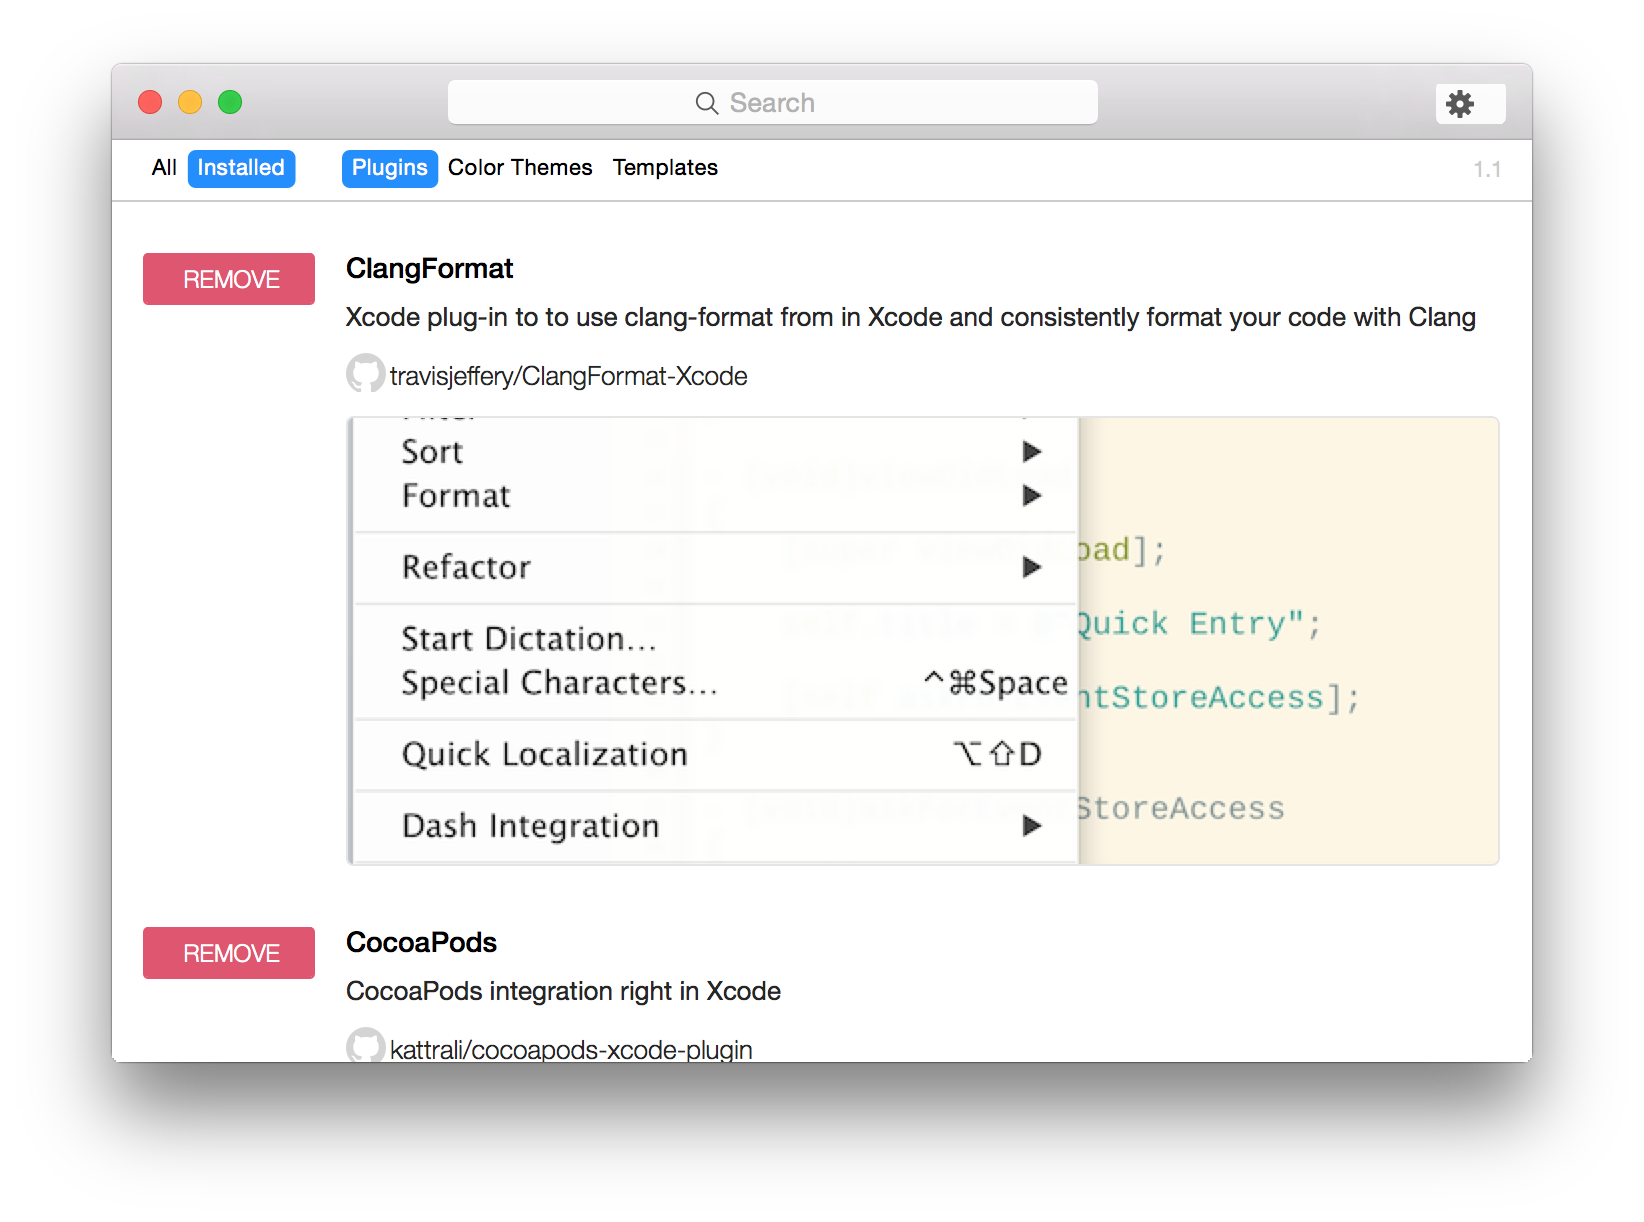 Search
All Installed Plugins Color Themes Templates 1.1
REMOVE
ClangFormat
Xcode plug-in to to use clang-format from in Xcode and consistently format your code with Clang
travisjeffery/ClangFormat-Xcode
Sort ▶
Format ▶
Refactor ▶
oad];
Quick Entry";
Start Dictation...
Special Characters... ^⌘Space
ntStoreAccess];
Quick Localization ⌥⇧D
StoreAccess
Dash Integration ▶
REMOVE
CocoaPods
CocoaPods integration right in Xcode
kattrali/cocoapods-xcode-plugin